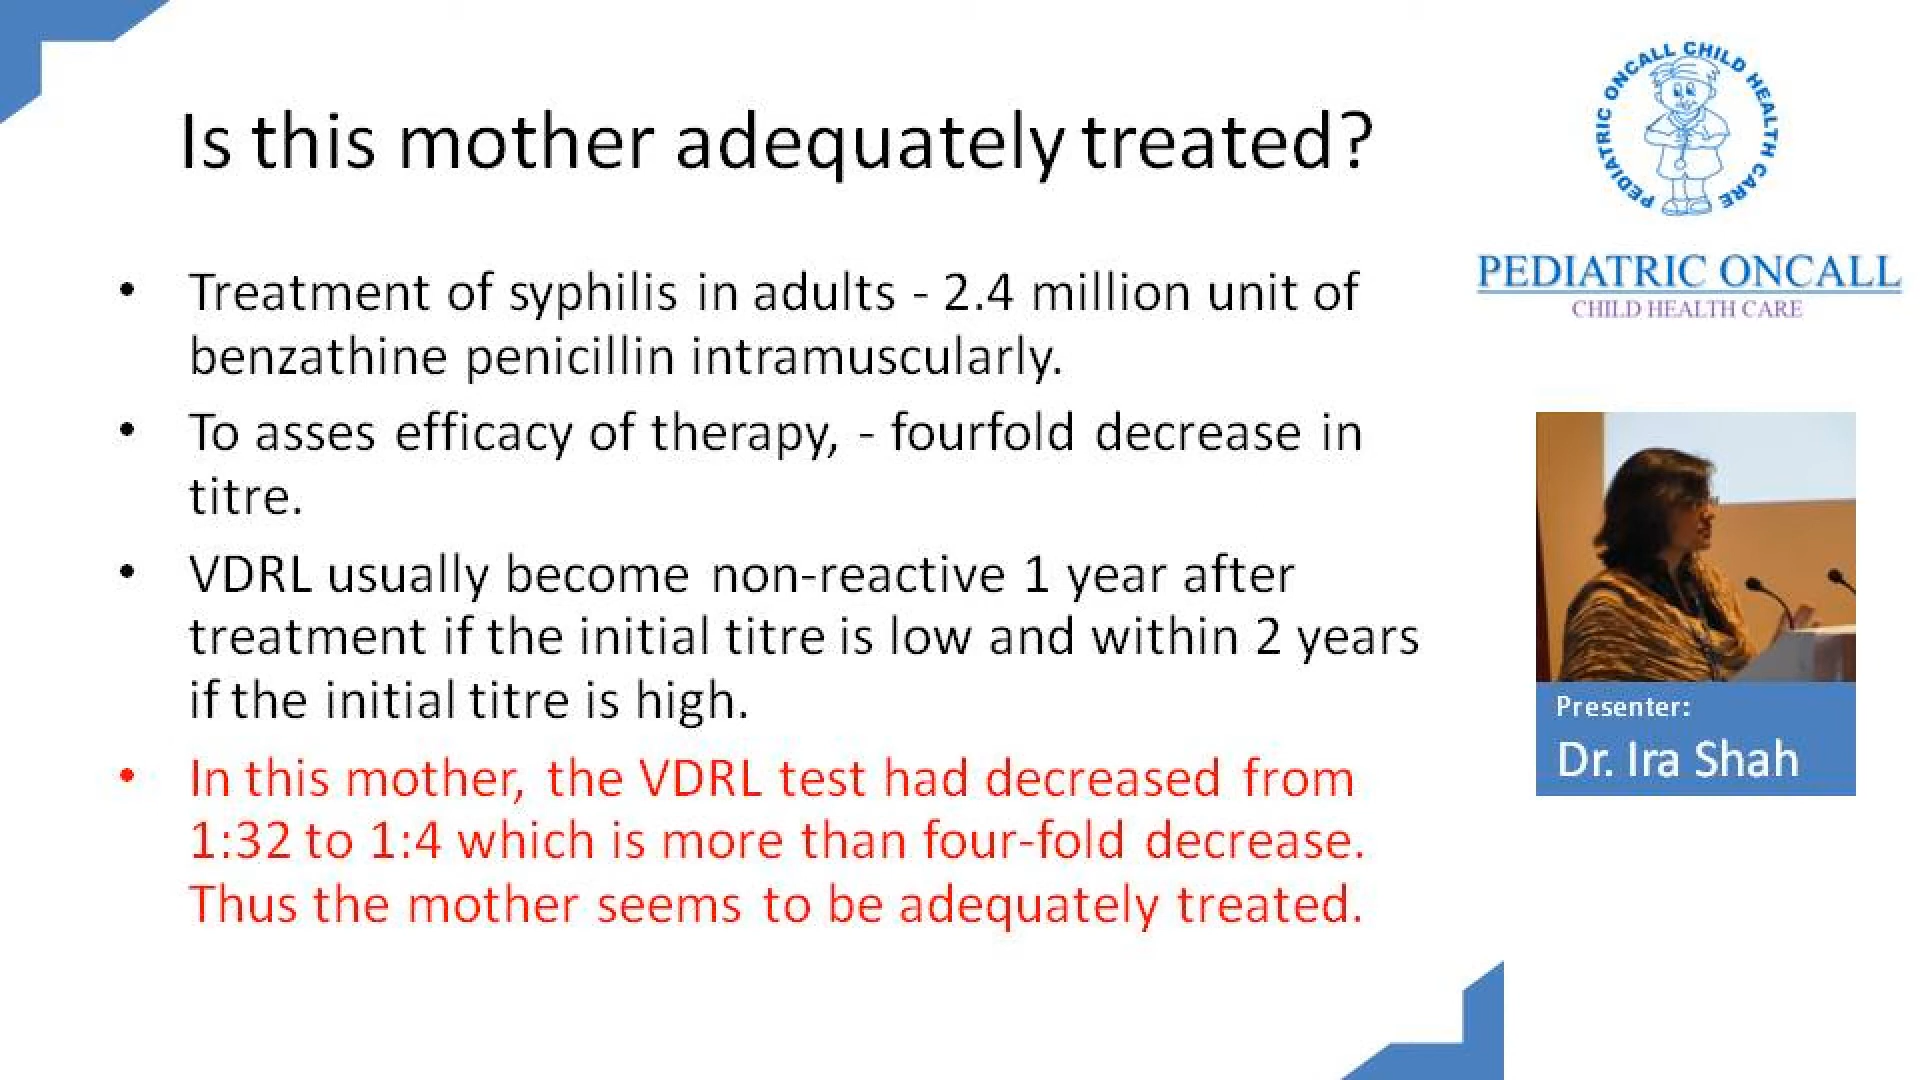 Is this mother adequately treated?
• Treatment of syphilis in adults - 2.4 million unit of
benzathine penicillin intramuscularly.
• To asses efficacy of therapy, - fourfold decrease in
titre.
• VDRL usually become non-reactive 1 year after
treatment if the initial titre is low and within 2 years
if the initial titre is high.
• In this mother, the VDRL test had decreased from
1:32 to 1:4 which is more than four-fold decrease.
Thus the mother seems to be adequately treated.
PEDIATRIC ONCALL CHILD HEALTH CARE
PEDIATRIC ONCALL
CHILD HEALTH CARE
Presenter:
Dr. Ira Shah